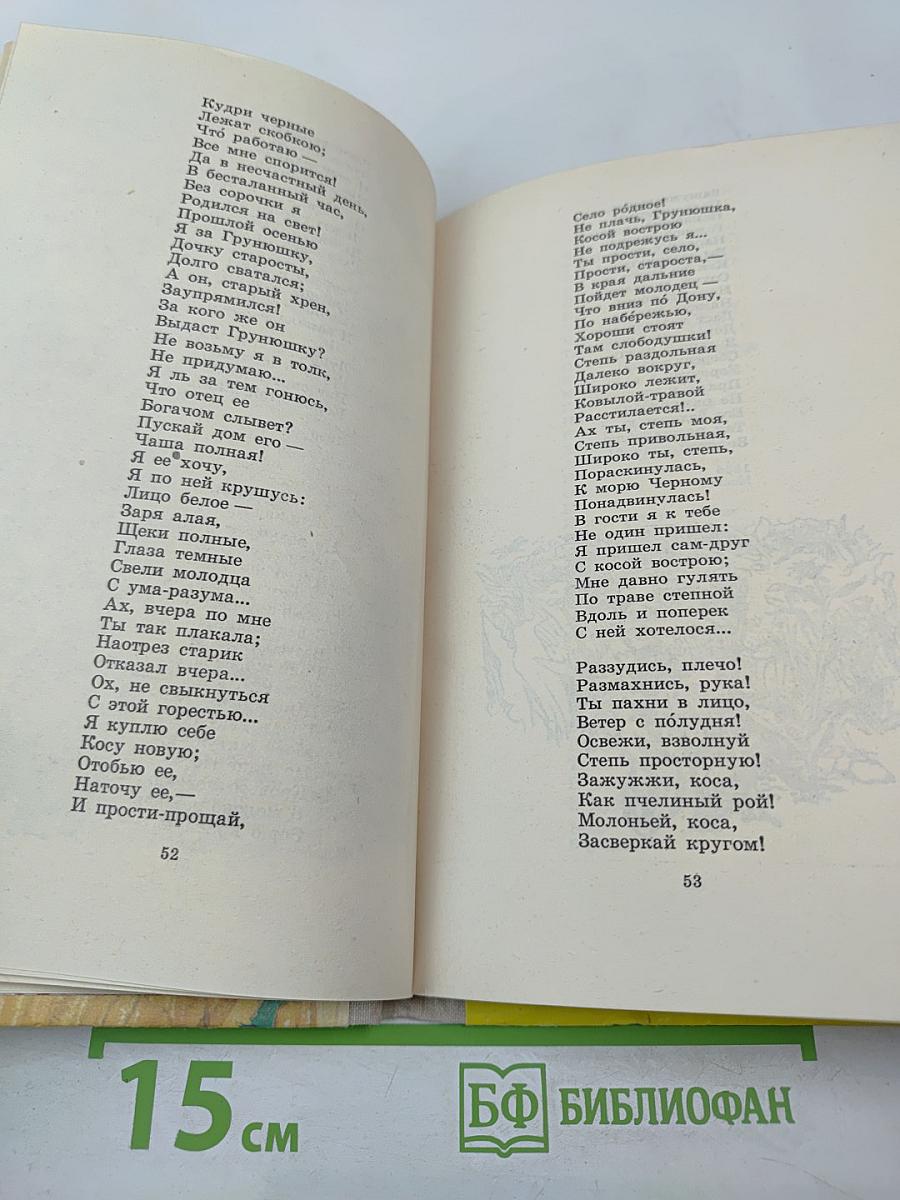 Кудри черные
Лежат скобкою;
Что́ работаю —
Все мне спорится!
Да в несчастный день,
В бесталанный час,
Без сорочки я
Родился на свет!
Прошлой осенью
Я за Грунюшку,
Дочку старосты,
Долго сватался;
А он, старый хрен,
Заупрямился!
За кого же он
Выдаст Грунюшку?
Не возьму я в толк,
Не придумаю...
Я ль за тем гонюсь,
Что отец ее
Богачом слывет?
Пускай дом его —
Чаша полная!
Я ее хочу,
Я по ней крушусь:
Лицо белое —
Заря алая,
Щеки полные,
Глаза темные
Свели молодца
С ума-разума...
Ах, вчера по мне
Ты так плакала;
Наотрез старик
Отказал вчера...
Ох, не свыкнуться
С этой горестью...
Я куплю себе
Косу новую;
Отобью ее,
Наточу ее,—
И прости-прощай,
52
Село ро́дное!
Не плачь, Грунюшка,
Косой вострою
Не подрежусь я...
Ты прости, село,
Прости, староста,—
В края дальние
Пойдет молодец —
Что вниз по́ Дону,
По набе́режью,
Хороши стоят
Там слободушки!
Степь раздольная
Далеко вокруг,
Широко лежит,
Ковылой-травой
Расстилается!..
Ах ты, степь моя,
Степь привольная,
Широко ты, степь,
Пораскинулась,
К морю Черному
Понадвинулась!
В гости я к тебе
Не один пришел:
Я пришел сам-друг
С косой вострою;
Мне давно гулять
По траве степной
Вдоль и поперек
С ней хотелося...
Раззудись, плечо!
Размахнись, рука!
Ты пахни в лицо,
Ветер с по́лудня!
Освежи, взволнуй
Степь просторную!
Зажужжи, коса,
Как пчелиный рой!
Молоньей, коса,
Засверкай кругом!
53
15 см
БФ БИБЛИОФАН